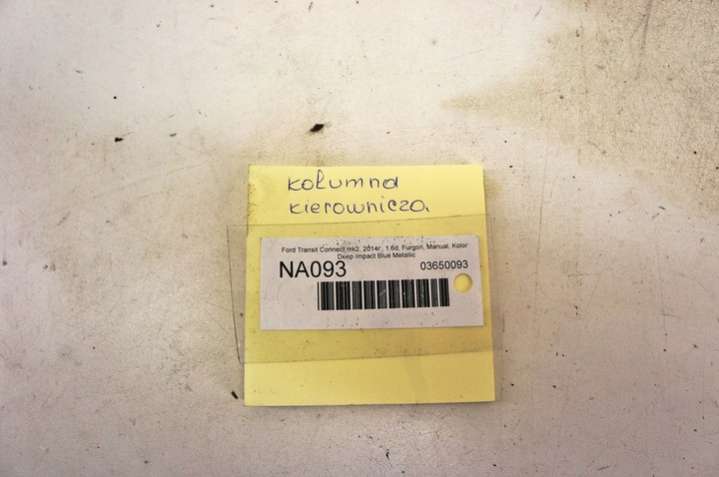 kolumna
kierownicza
Ford Transit Connect mk2, 2014r., 1.6d, Furgon, Manual, Kolor
Deep Impact Blue Metallic
NA093
03650093